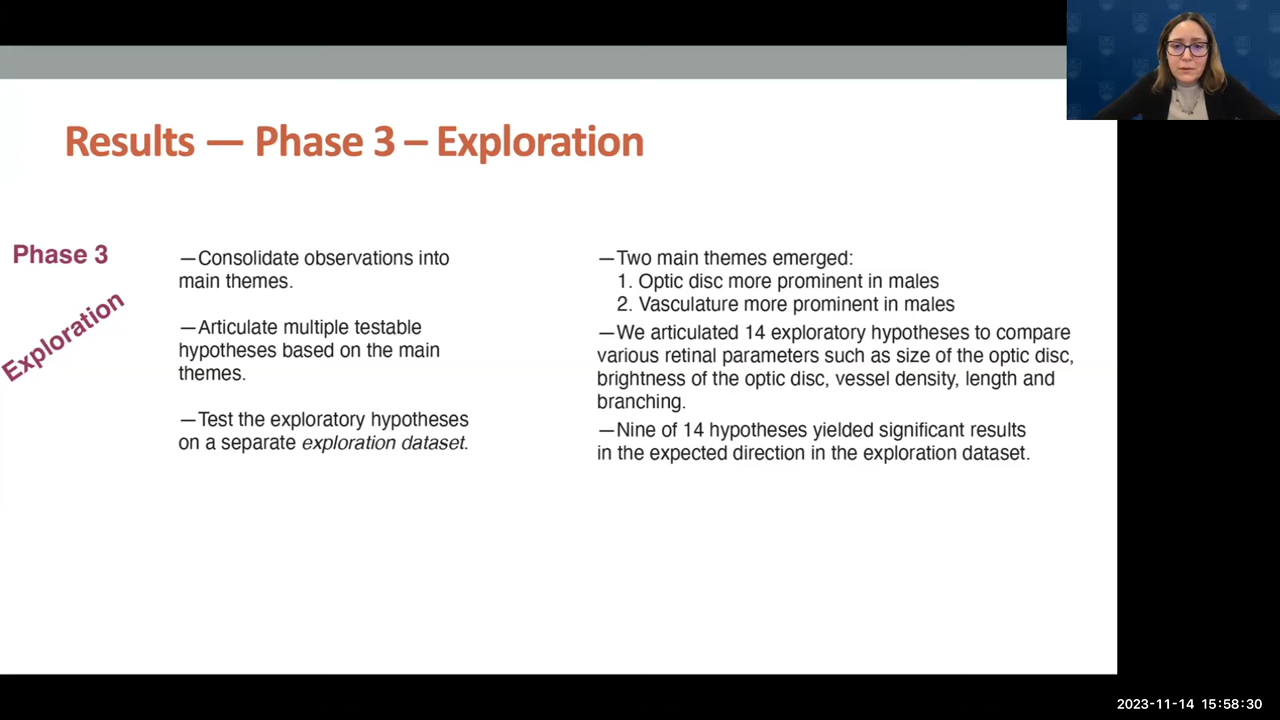 Results — Phase 3 – Exploration
Phase 3
Exploration
—Consolidate observations into
main themes.
—Articulate multiple testable
hypotheses based on the main
themes.
—Test the exploratory hypotheses
on a separate exploration dataset.
—Two main themes emerged:
1. Optic disc more prominent in males
2. Vasculature more prominent in males
—We articulated 14 exploratory hypotheses to compare
various retinal parameters such as size of the optic disc,
brightness of the optic disc, vessel density, length and
branching.
—Nine of 14 hypotheses yielded significant results
in the expected direction in the exploration dataset.
2023-11-14 15:58:30